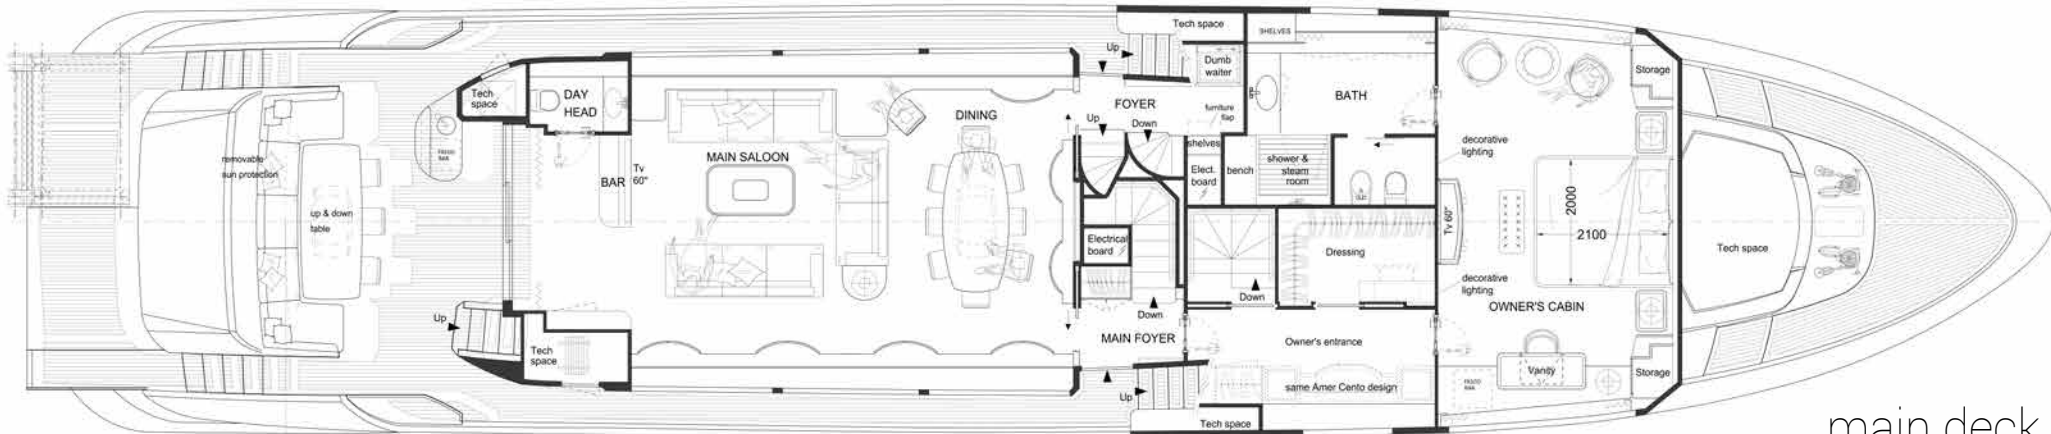 Tech space
SHELVES
Up
Dumb
waiter
Storage
Tech
space
DAY
HEAD
FOYER
BATH
furniture
flap
DINING
Up
Down
decorative
lighting
removable
sun protection
MAIN SALOON
shelves
BAR
Tv
60"
Elect.
board
bench
shower &
steam
room
up & down
table
2000
2100
Tv 60"
Electrical
board
Dressing
Tech space
decorative
lighting
Down
Down
OWNER'S CABIN
Up
MAIN FOYER
Owner's entrance
Tech
space
Vanity
Storage
same Amer Cento design
FRIGO
BAR
Up
Tech space
main deck